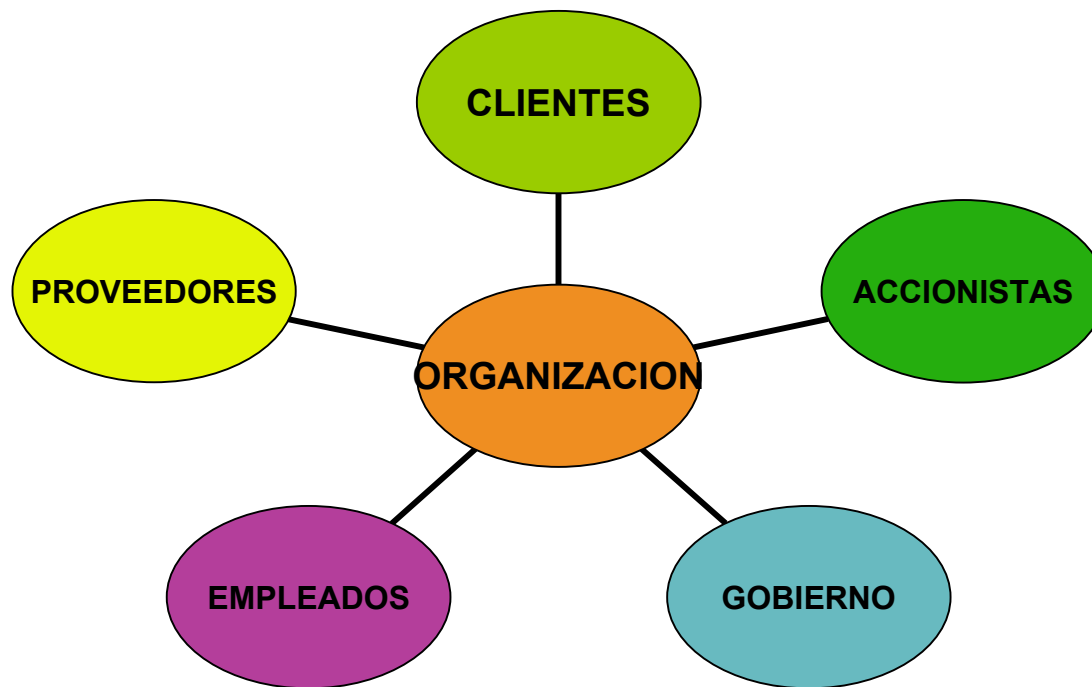 CLIENTES
PROVEEDORES
ACCIONISTAS
ORGANIZACION
EMPLEADOS
GOBIERNO